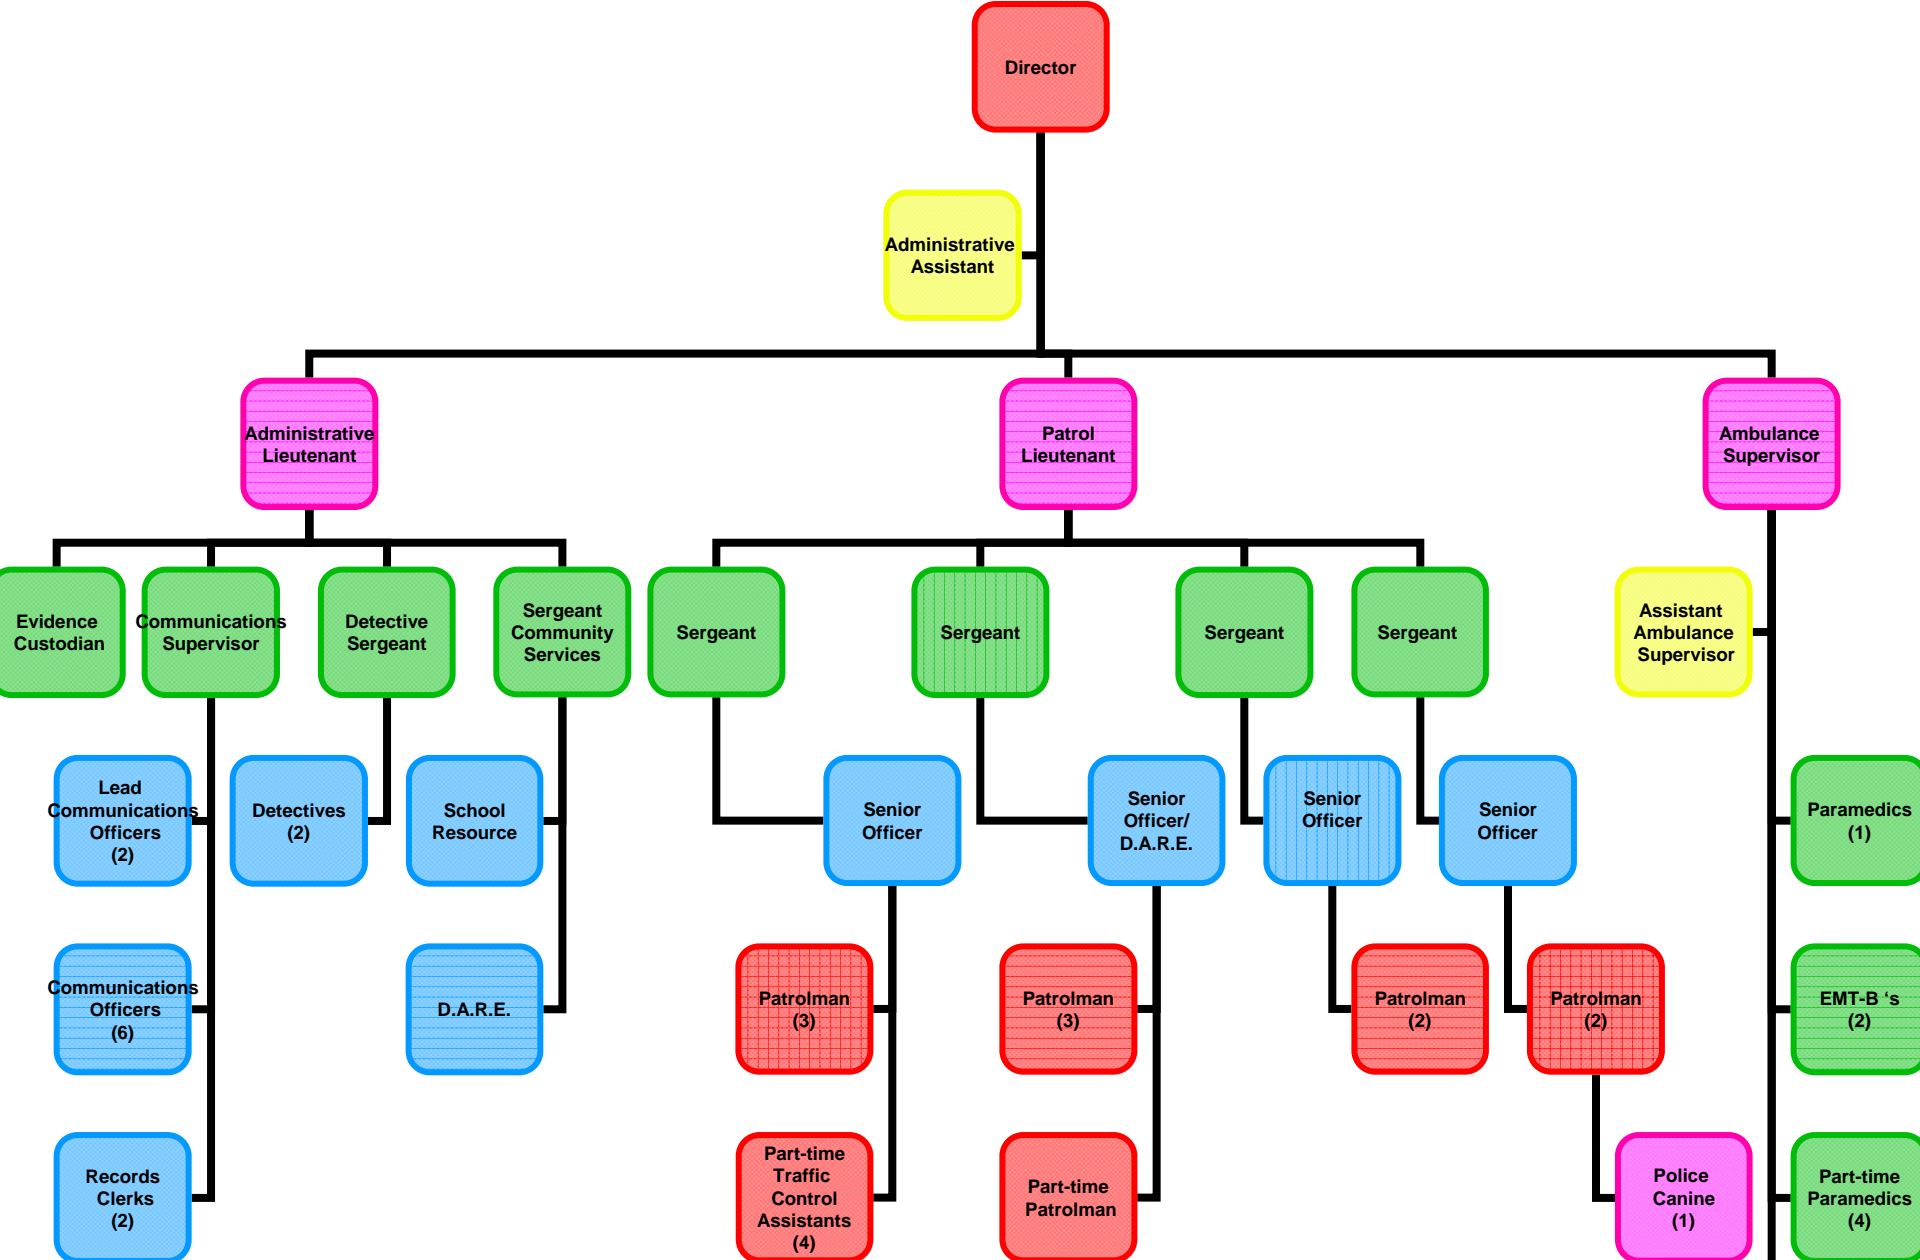 Director
Administrative
Assistant
Administrative
Lieutenant
Patrol
Lieutenant
Ambulance
Supervisor
Evidence
Custodian
Communications
Supervisor
Detective
Sergeant
Sergeant
Community
Services
Sergeant
Sergeant
Sergeant
Sergeant
Assistant
Ambulance
Supervisor
Lead
Communications
Officers
(2)
Detectives
(2)
School
Resource
Senior
Officer
Senior
Officer/
D.A.R.E.
Senior
Officer
Senior
Officer
Paramedics
(1)
Communications
Officers
(6)
D.A.R.E.
Patrolman
(3)
Patrolman
(3)
Patrolman
(2)
Patrolman
(2)
EMT-B ‘s
(2)
Records
Clerks
(2)
Part-time
Traffic
Control
Assistants
(4)
Part-time
Patrolman
Police
Canine
(1)
Part-time
Paramedics
(4)